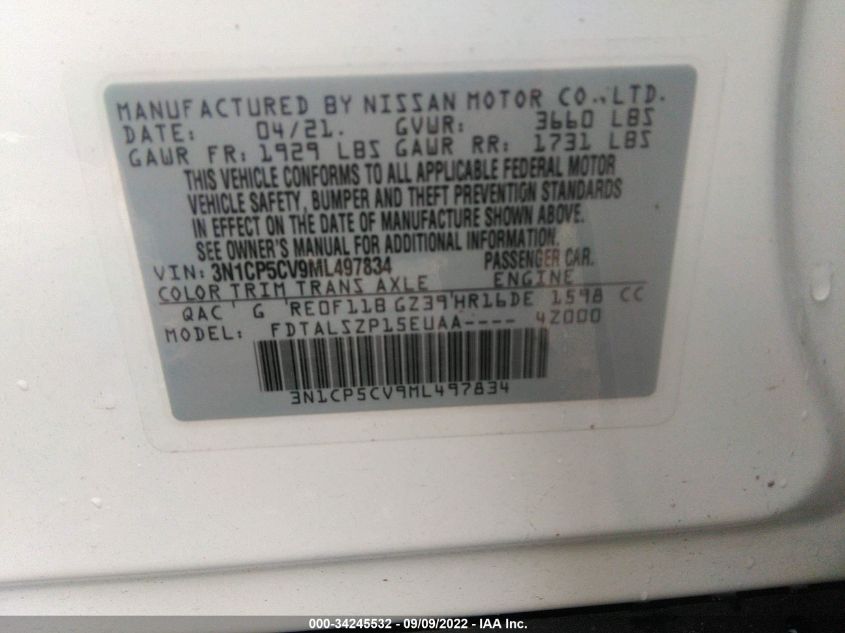 MANUFACTURED BY NISSAN MOTOR CO.,LTD.
DATE: 04/21. GVWR: 3660 LBS
GAWR FR: 1929 LBS GAWR RR: 1731 LBS
THIS VEHICLE CONFORMS TO ALL APPLICABLE FEDERAL MOTOR
VEHICLE SAFETY, BUMPER AND THEFT PREVENTION STANDARDS
IN EFFECT ON THE DATE OF MANUFACTURE SHOWN ABOVE.
SEE OWNER'S MANUAL FOR ADDITIONAL INFORMATION.
VIN: 3N1CP5CV9ML497834 PASSENGER CAR.
COLOR TRIM TRANS AXLE ENGINE
QAC G RE0F11B GZ39 HR16DE 1598 CC
MODEL: FDTALSZP15EUAA---- 4Z000
3N1CP5CV9ML497834
000-34245532 - 09/09/2022 - IAA Inc.